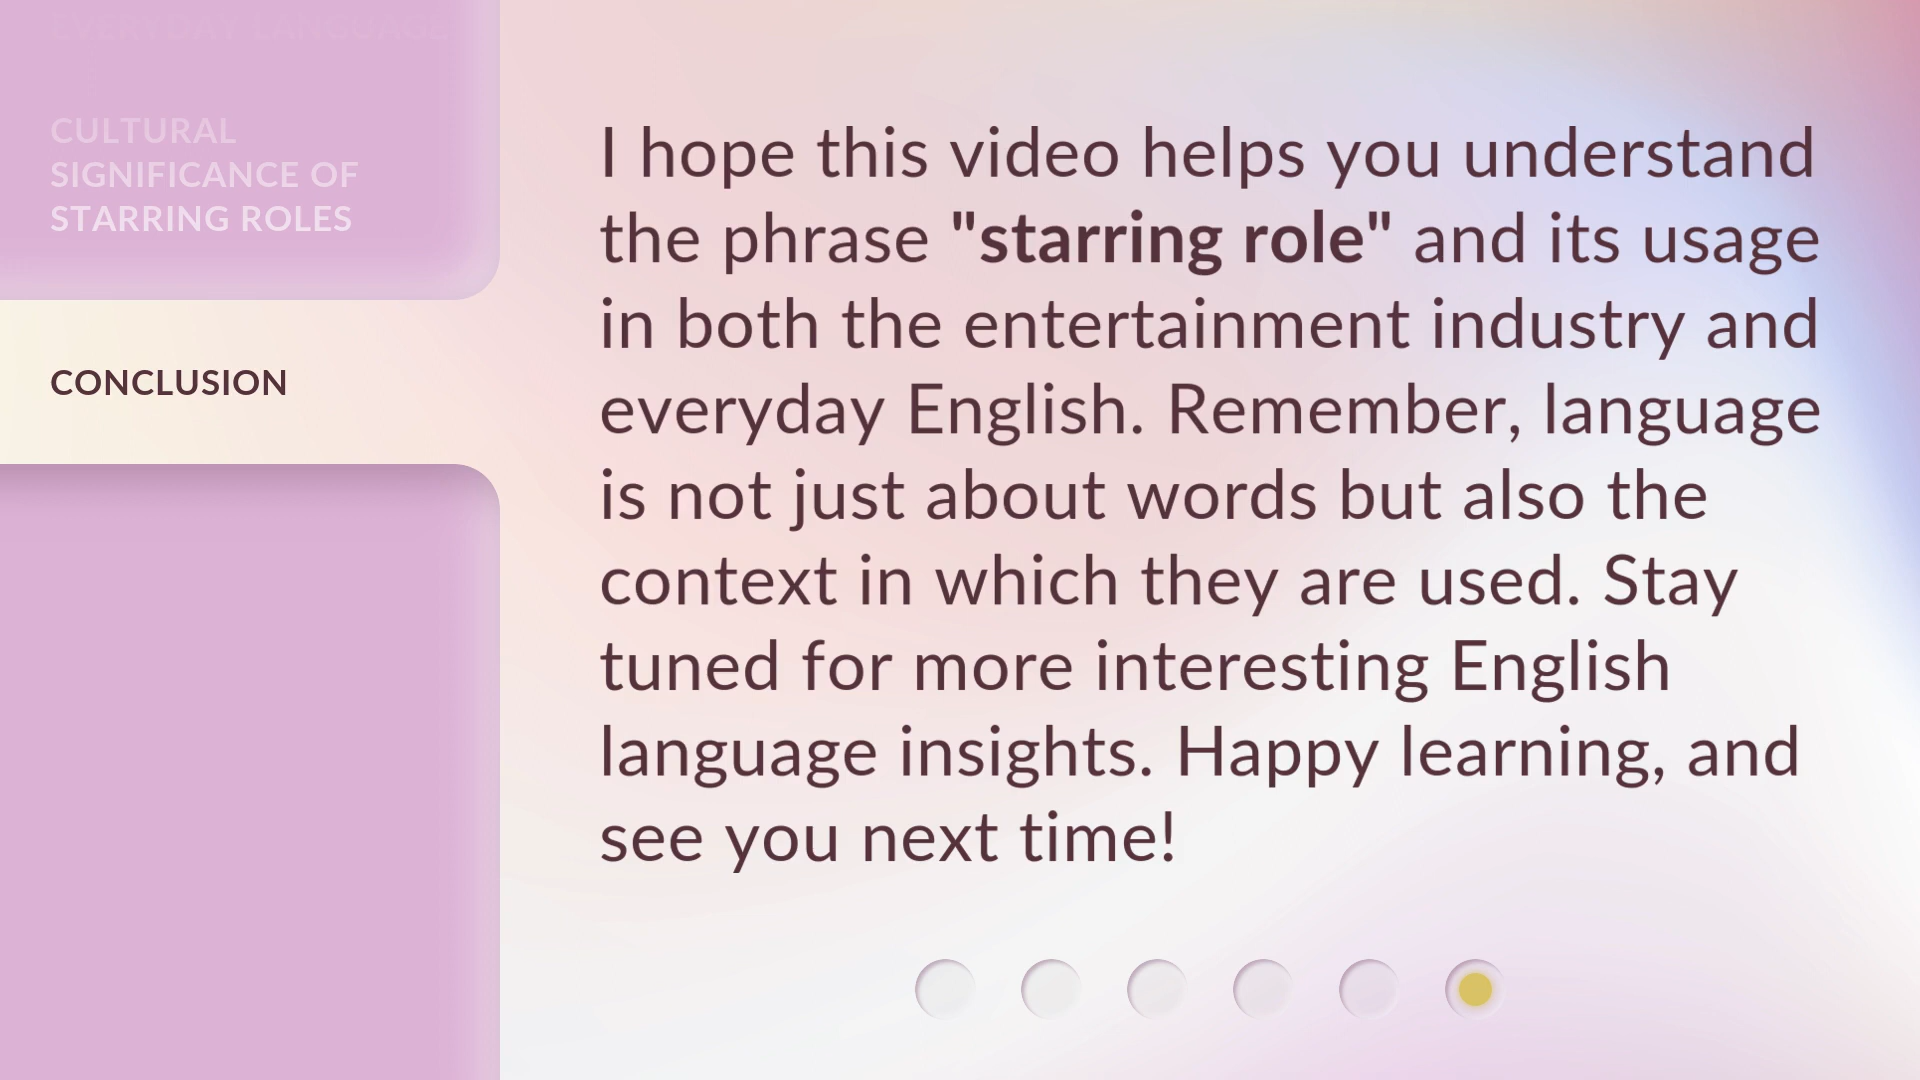 EVERYDAY LANGUAGE
CULTURAL
SIGNIFICANCE OF
STARRING ROLES
CONCLUSION
I hope this video helps you understand
the phrase "starring role" and its usage
in both the entertainment industry and
everyday English. Remember, language
is not just about words but also the
context in which they are used. Stay
tuned for more interesting English
language insights. Happy learning, and
see you next time!